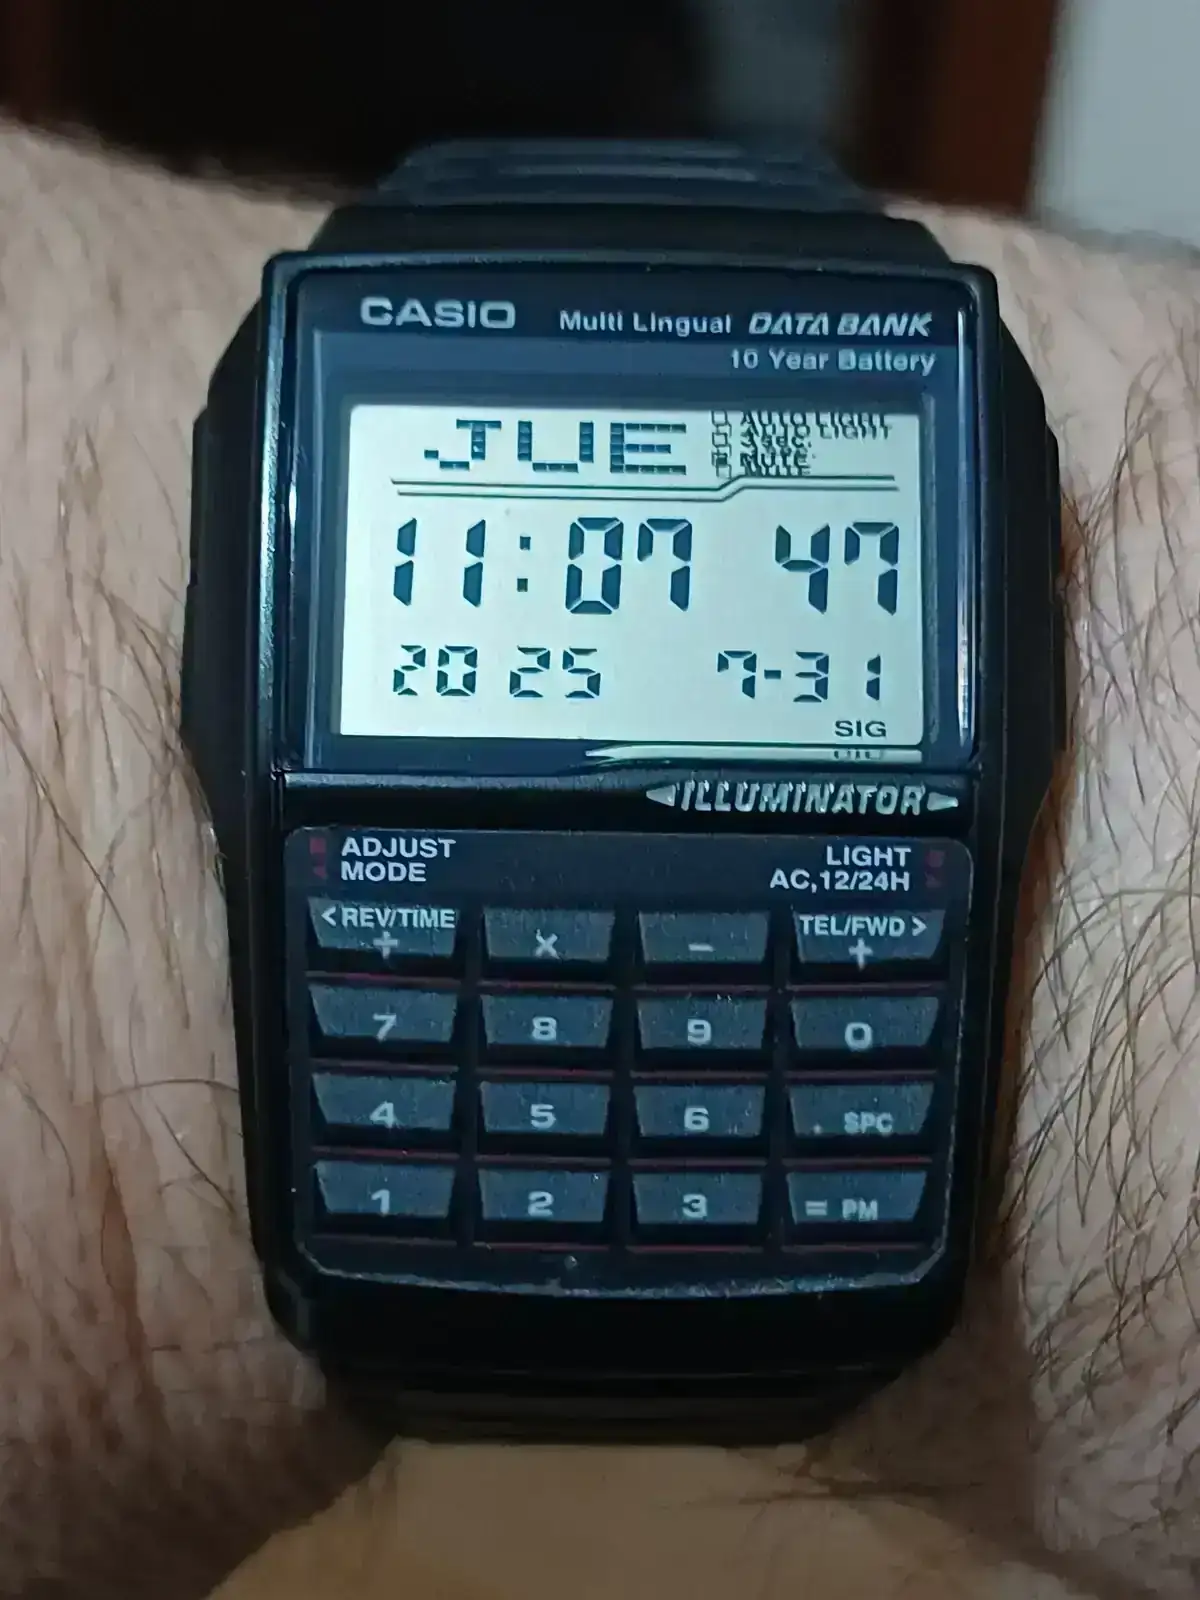 CASIO Multi Lingual DATA BANK
10 Year Battery
JUE
AUTO LIGHT
3 sec.
MUTE
11:07 47
2025 7-31
SIG
ILLUMINATOR
ADJUST LIGHT
MODE AC,12/24H
< REV/TIME TEL/FWD >
÷ × − +
7 8 9 0
4 5 6 . SPC
1 2 3 = PM